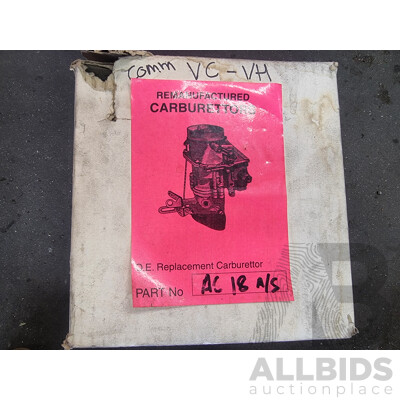 Comm VC-VH
REMANUFACTURED
CARBURETTORS
O.E. Replacement Carburettor
PART No AC 18 N/S
ALLBIDS
auctionplace